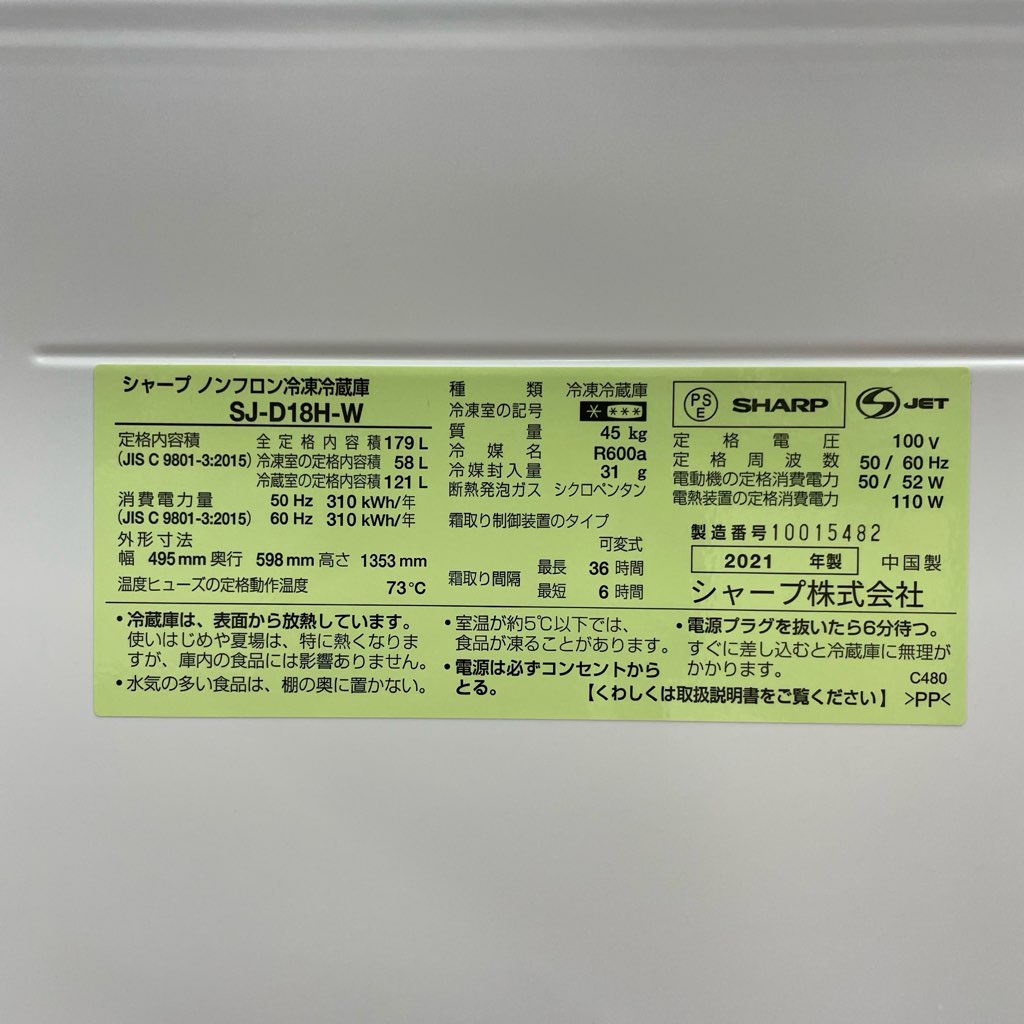 シャープ ノンフロン冷凍冷蔵庫
SJ-D18H-W
定格内容積 全定格内容積 179 L
(JIS C 9801-3:2015) 冷凍室の定格内容積 58 L
冷蔵室の定格内容積 121 L
消費電力量 50 Hz 310 kWh/年
(JIS C 9801-3:2015) 60 Hz 310 kWh/年
外形寸法
幅 495 mm 奥行 598 mm 高さ 1353 mm
温度ヒューズの定格動作温度 73℃
種類 冷凍冷蔵庫
冷凍室の記号 * ***
質量 45 kg
冷媒名 R600a
冷媒封入量 31 g
断熱発泡ガス シクロペンタン
霜取り制御装置のタイプ
可変式
霜取り間隔 最長 36 時間
最短 6 時間
PSE SHARP S JET
定格電圧 100 V
定格周波数 50 / 60 Hz
電動機の定格消費電力 50 / 52 W
電熱装置の定格消費電力 110 W
製造番号 10015482
2021 年製 中国製
シャープ株式会社
・冷蔵庫は、表面から放熱しています。
使いはじめや夏場は、特に熱くなりま
すが、庫内の食品には影響ありません。
・水気の多い食品は、棚の奥に置かない。
・室温が約5℃以下では、
食品が凍ることがあります。
・電源は必ずコンセントから
とる。
・電源プラグを抜いたら6分待つ。
すぐに差し込むと冷蔵庫に無理が
かかります。
C480
【くわしくは取扱説明書をご覧ください】 >PP<